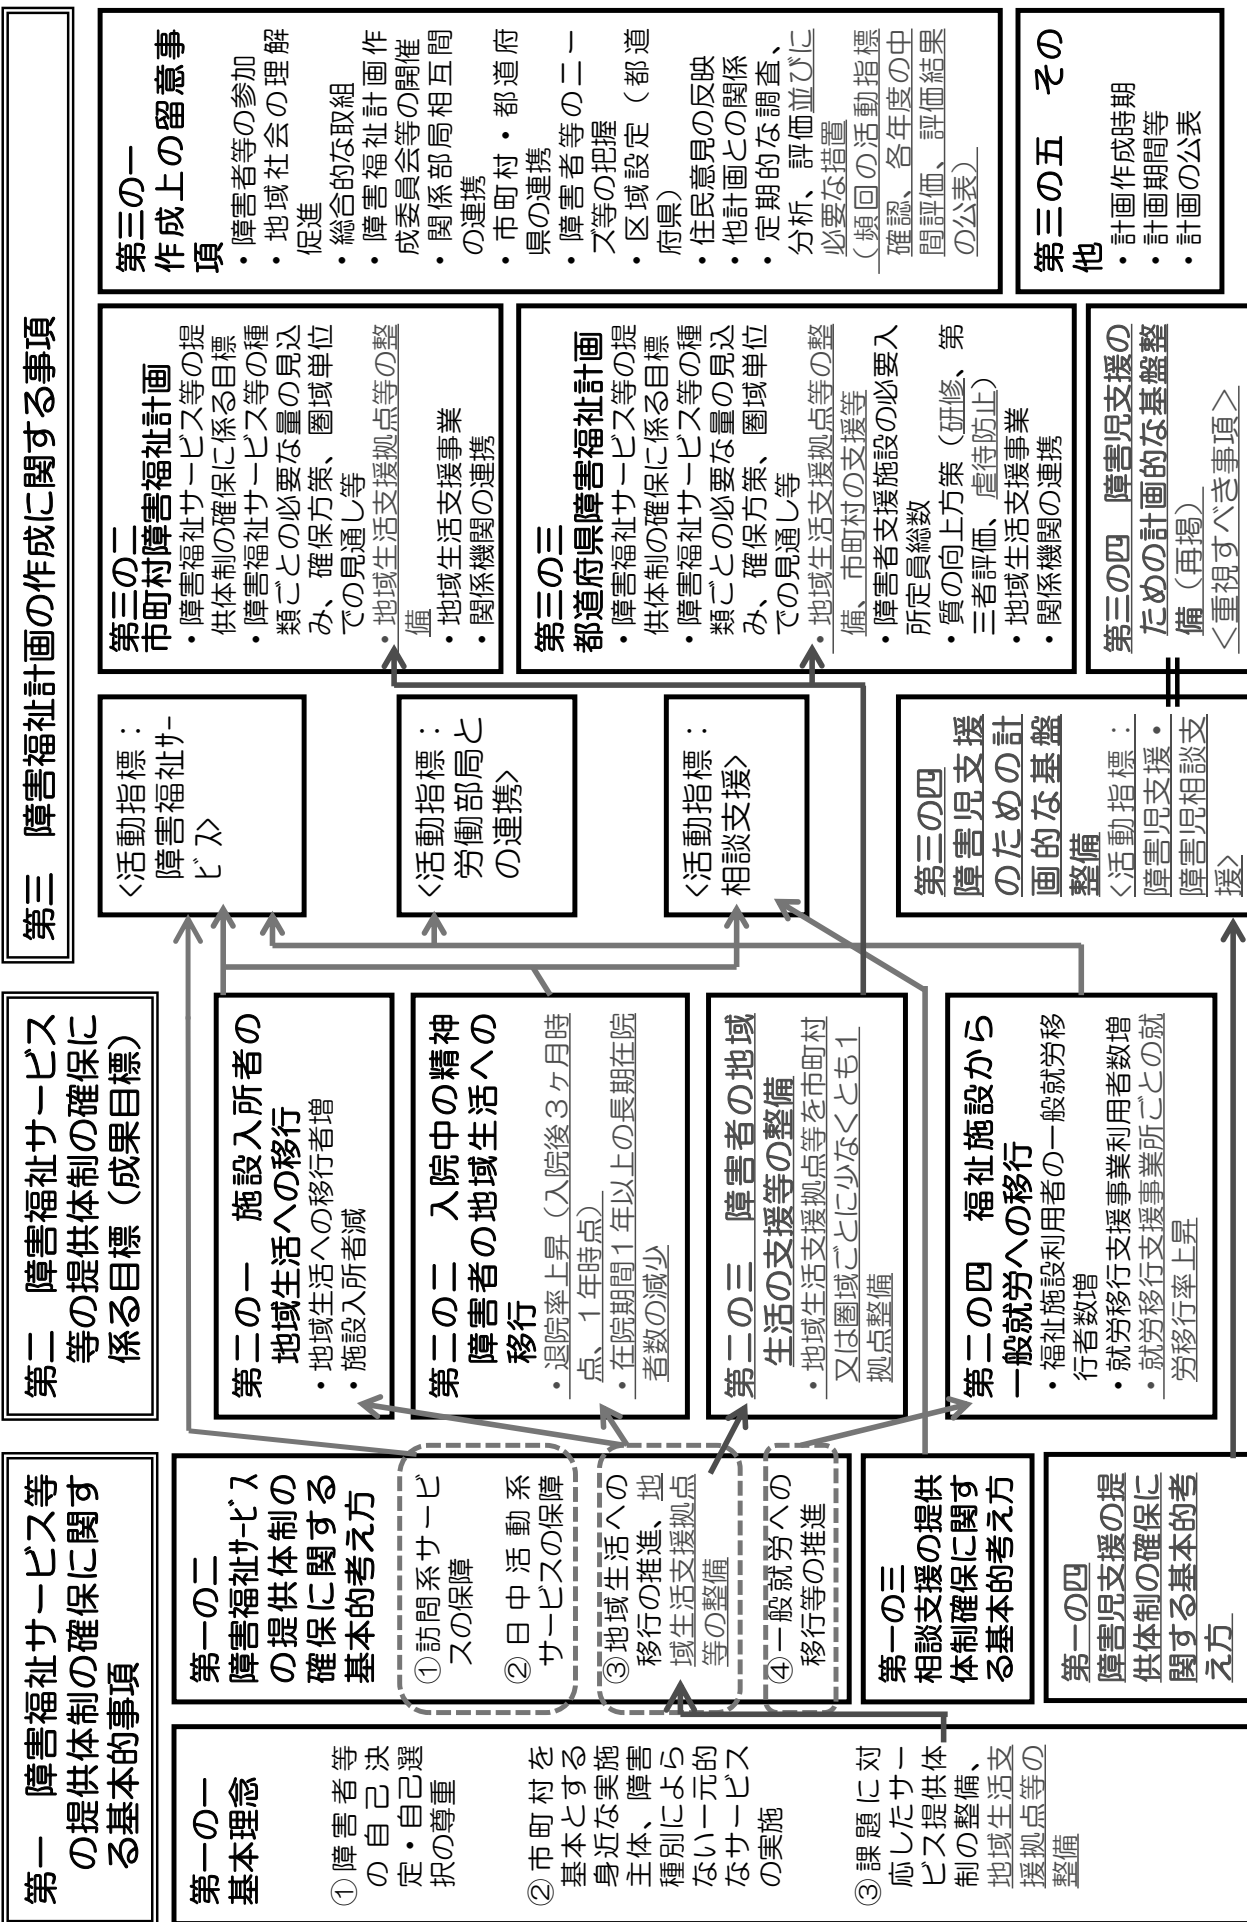 第一　障害福祉サービス等
の提供体制の確保に関す
る基本的事項
第一の一
基本理念
①障害者等
の自己決
定・自己選
択の尊重
②市町村を
基本とする
身近な実施
主体、障害
種別によら
ない一元的
なサービス
の実施
③課題に対
応したサー
ビス提供体
制の整備、
地域生活支
援拠点等の
整備
第一の二
障害福祉サービス
の提供体制の
確保に関する
基本的考え方
①訪問系サービ
スの保障
②日中活動系
サービスの保障
③地域生活への
移行の推進、地
域生活支援拠点
等の整備
④一般就労への
移行等の推進
第一の三
相談支援の提供
体制確保に関す
る基本的考え方
第一の四
障害児支援の提
供体制の確保に
関する基本的考
え方
第二　障害福祉サービス
等の提供体制の確保に
係る目標（成果目標）
第二の一　施設入所者の
地域生活への移行
・地域生活への移行者増
・施設入所者減
第二の二　入院中の精神
障害者の地域生活への
移行
・退院率上昇（入院後３ヶ月時
点、１年時点）
・在院期間１年以上の長期在院
者数の減少
第二の三　障害者の地域
生活の支援等の整備
・地域生活支援拠点等を市町村
又は圏域ごとに少なくとも１
拠点整備
第二の四　福祉施設から
一般就労への移行
・福祉施設利用者の一般就労移
行者数増
・就労移行支援事業利用者数増
・就労移行支援事業所ごとの就
労移行率上昇
第三　障害福祉計画の作成に関する事項
<活動指標：
障害福祉サー
ビス>
<活動指標：
労働部局と
の連携>
<活動指標：
相談支援>
第三の四
障害児支援
のための計
画的な基盤
整備
<活動指標：
障害児支援・
障害児相談支
援>
第三の二
市町村障害福祉計画
・障害福祉サービス等の提
供体制の確保に係る目標
・障害福祉サービス等の種
類ごとの必要な量の見込
み、確保方策、圏域単位
での見通し等
・地域生活支援拠点等の整
備
・地域生活支援事業
・関係機関の連携
第三の三
都道府県障害福祉計画
・障害福祉サービス等の提
供体制の確保に係る目標
・障害福祉サービス等の種
類ごとの必要な量の見込
み、確保方策、圏域単位
での見通し等
・地域生活支援拠点等の整
備、市町村の支援等
・障害者支援施設の必要入
所定員総数
・質の向上方策（研修、第
三者評価、虐待防止）
・地域生活支援事業
・関係機関の連携
第三の四　障害児支援の
ための計画的な基盤整
備（再掲）
＜重視すべき事項＞
第三の一
作成上の留意事
項
・障害者等の参加
・地域社会の理解
促進
・総合的な取組
・障害福祉計画作
成委員会等の開催
・関係部局相互間
の連携
・市町村・都道府
県の連携
・障害者等のニー
ズ等の把握
・区域設定（都道
府県）
・住民意見の反映
・他計画との関係
・定期的な調査、
分析、評価並びに
必要な措置
（頻回の活動指標
確認、各年度の中
間評価、評価結果
の公表）
第三の五　その
他
・計画作成時期
・計画期間等
・計画の公表